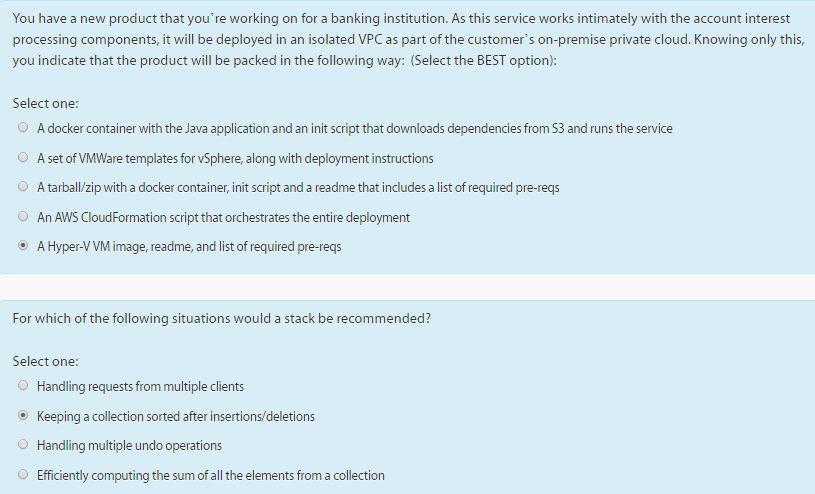 You have a new product that you're working on for a banking institution. As this service works intimately with the account interest
processing components, it will be deployed in an isolated VPC as part of the customer's on-premise private cloud. Knowing only this,
you indicate that the product will be packed in the following way: (Select the BEST option):
Select one:
A docker container with the Java application and an init script that downloads dependencies from S3 and runs the service
A set of VMWare templates for vSphere, along with deployment instructions
A tarball/zip with a docker container, init script and a readme that includes a list of required pre-reqs
An AWS CloudFormation script that orchestrates the entire deployment
A Hyper-V VM image, readme, and list of required pre-reqs
For which of the following situations would a stack be recommended?
Select one:
Handling requests from multiple clients
Keeping a collection sorted after insertions/deletions
Handling multiple undo operations
Efficiently computing the sum of all the elements from a collection